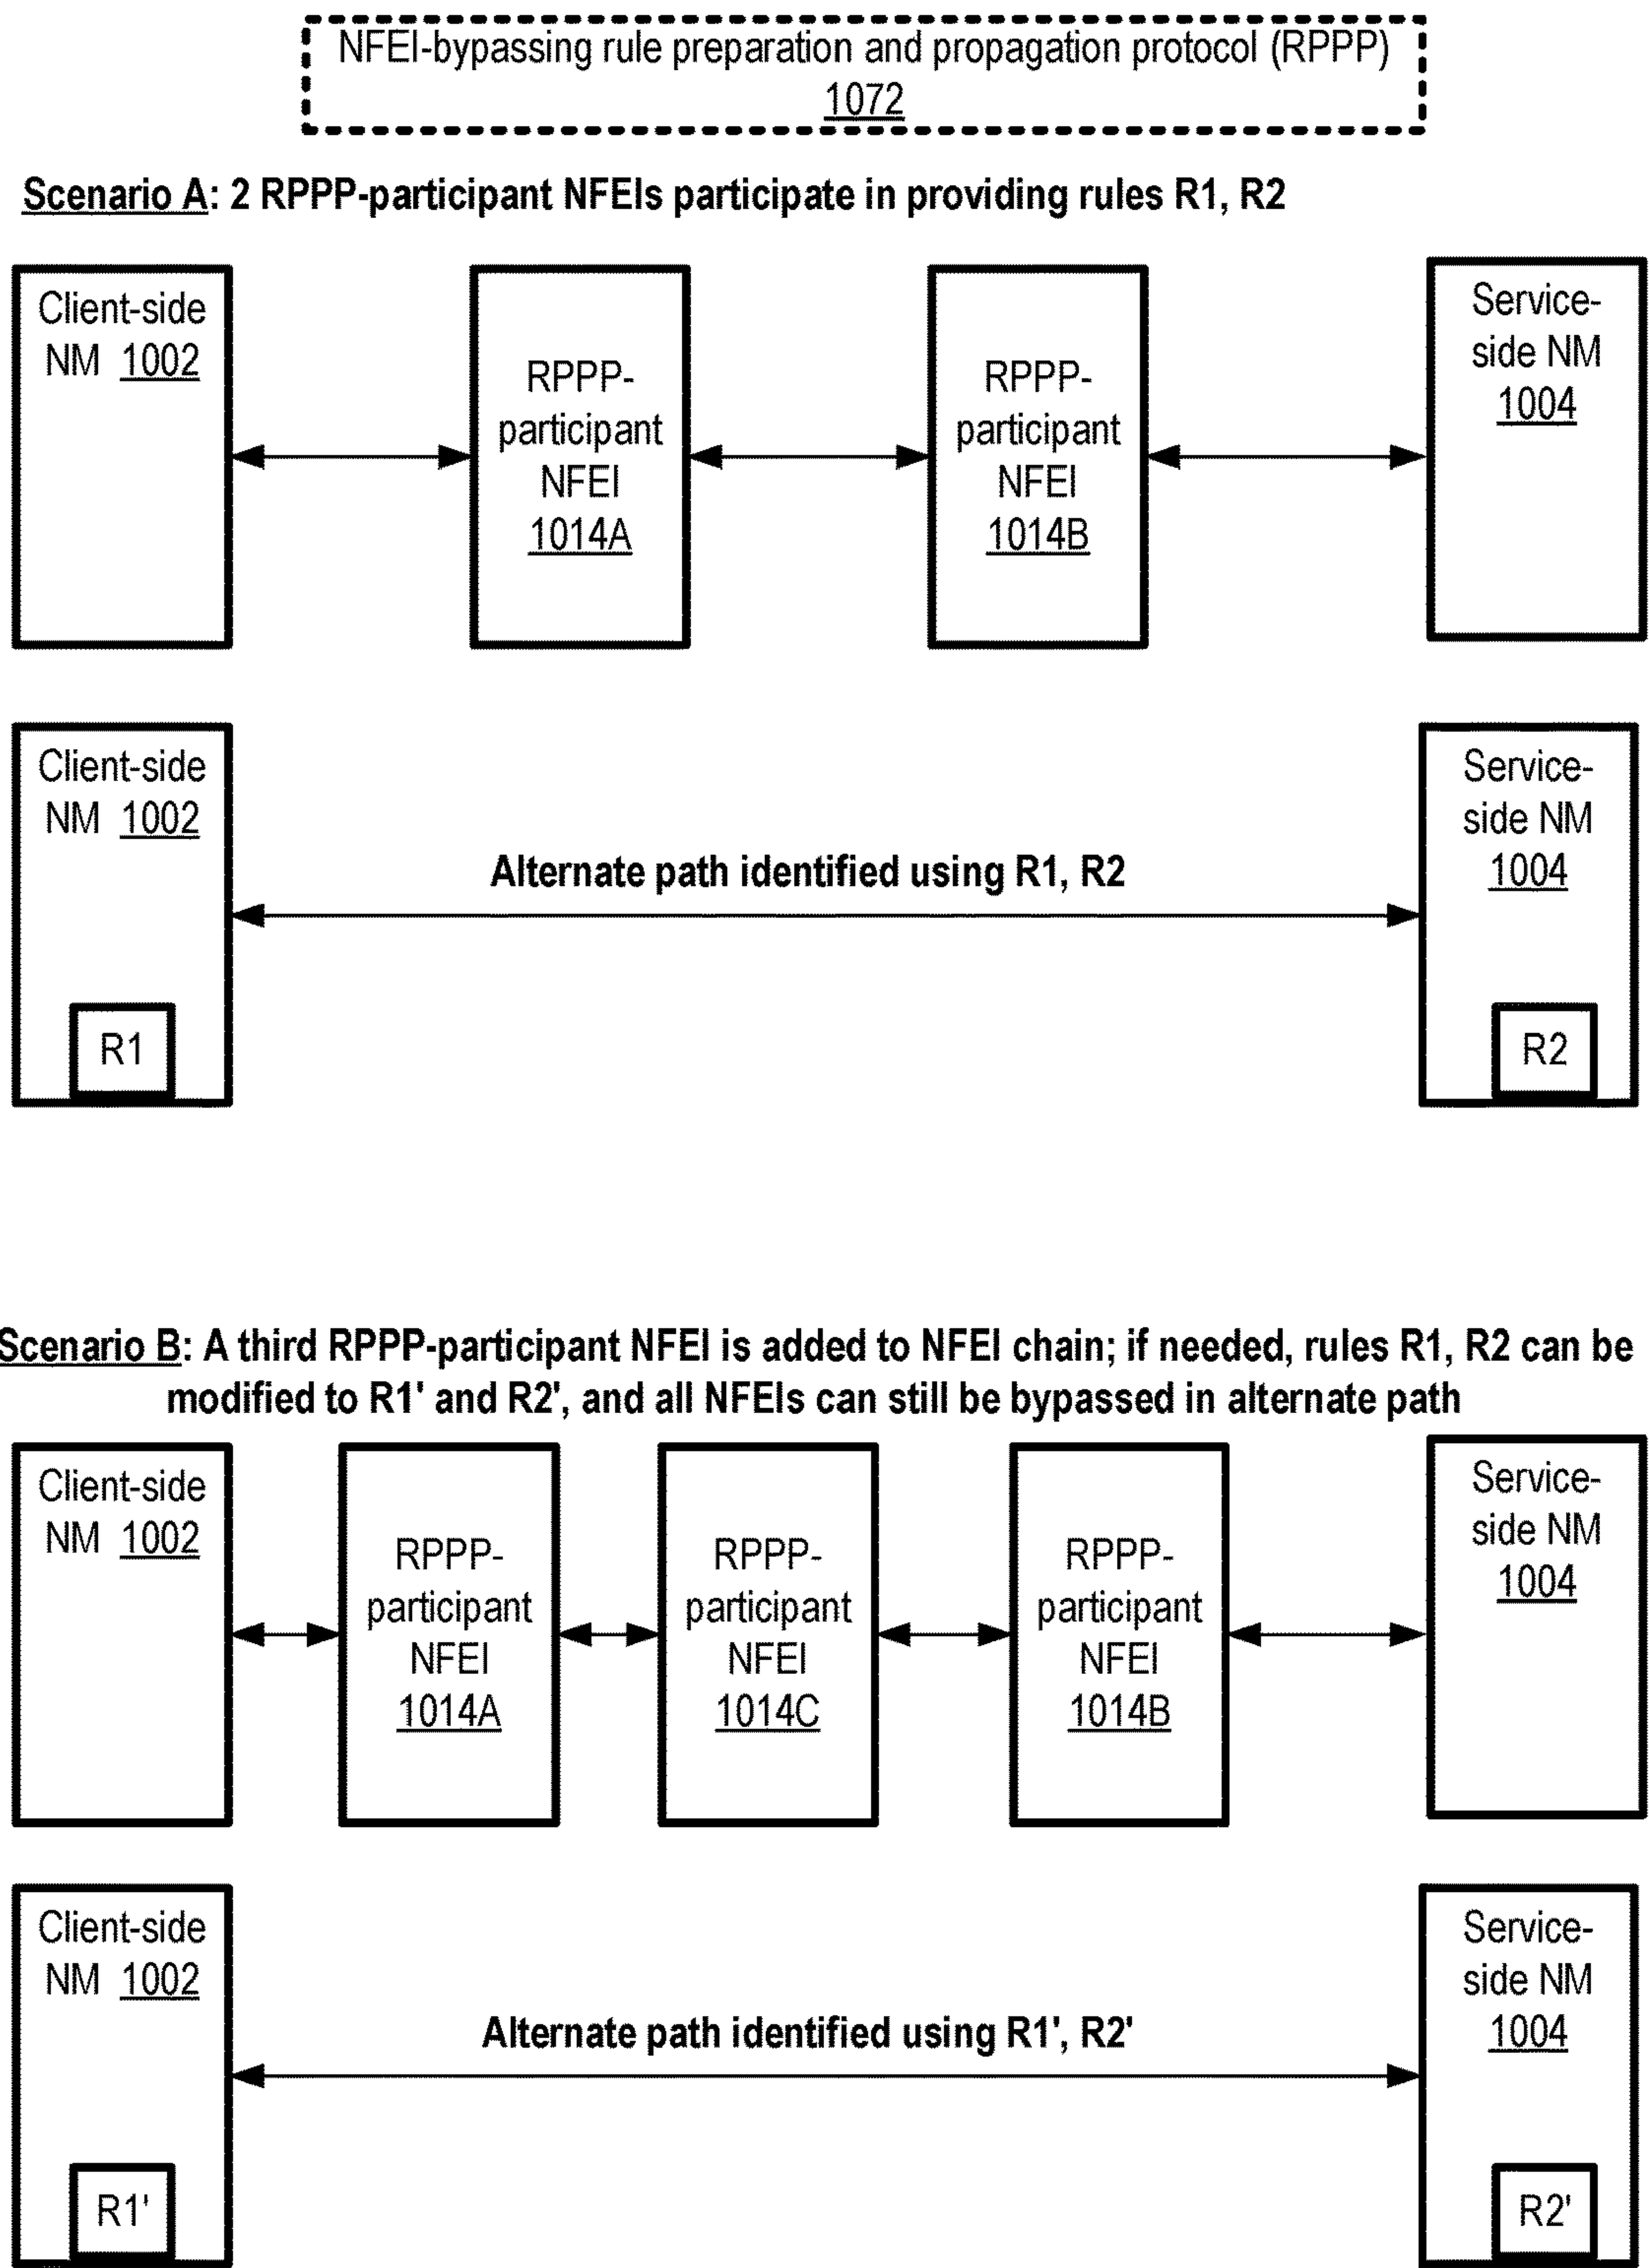 NFEI-bypassing rule preparation and propagation protocol (RPPP)
1072
Scenario A: 2 RPPP-participant NFEIs participate in providing rules R1, R2
Client-side
NM 1002
RPPP-
participant
NFEI
1014A
RPPP-
participant
NFEI
1014B
Service-
side NM
1004
Client-side
NM 1002
Alternate path identified using R1, R2
Service-
side NM
1004
R1
R2
Scenario B: A third RPPP-participant NFEI is added to NFEI chain; if needed, rules R1, R2 can be
modified to R1' and R2', and all NFEIs can still be bypassed in alternate path
Client-side
NM 1002
RPPP-
participant
NFEI
1014A
RPPP-
participant
NFEI
1014C
RPPP-
participant
NFEI
1014B
Service-
side NM
1004
Client-side
NM 1002
Alternate path identified using R1', R2'
Service-
side NM
1004
R1'
R2'